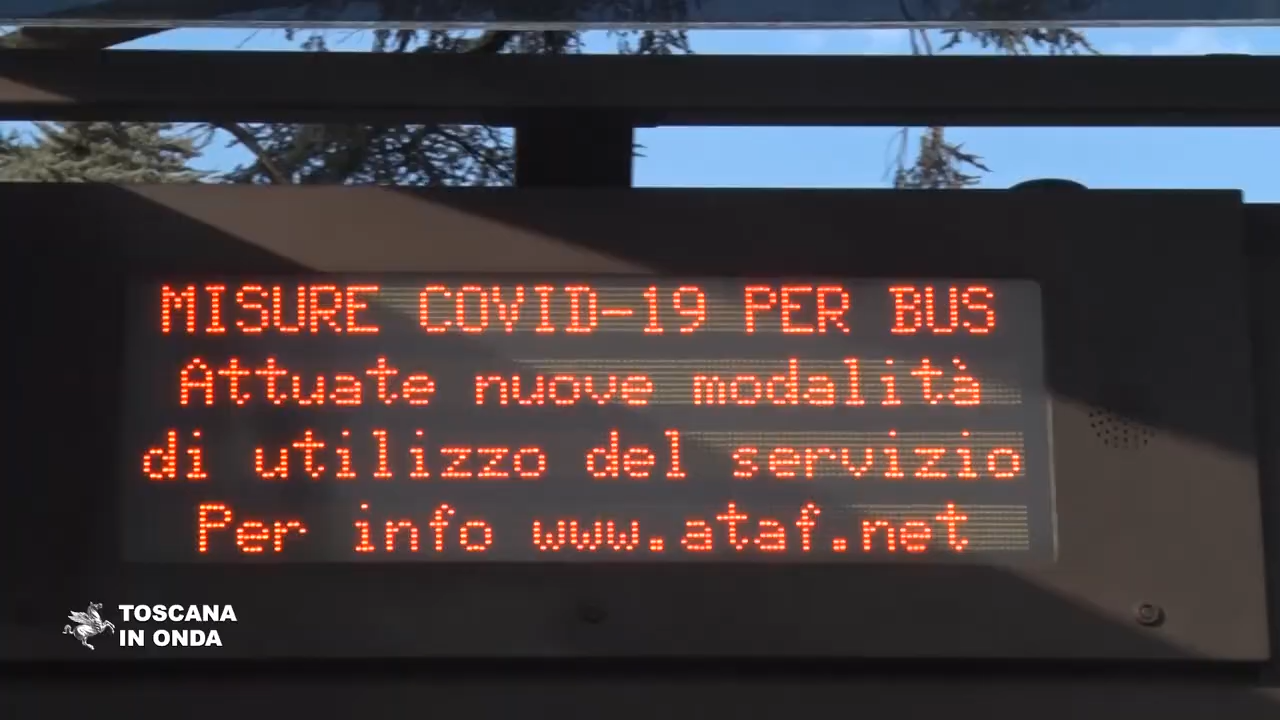 MISURE COVID-19 PER BUS
Attuate nuove modalità
di utilizzo del servizio
Per info www.ataf.net
TOSCANA
IN ONDA